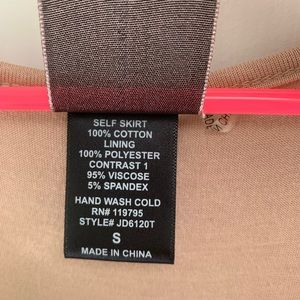 SELF SKIRT
100% COTTON
LINING
100% POLYESTER
CONTRAST 1
95% VISCOSE
5% SPANDEX
HAND WASH COLD
RN# 119795
STYLE# JD6120T
S
MADE IN CHINA